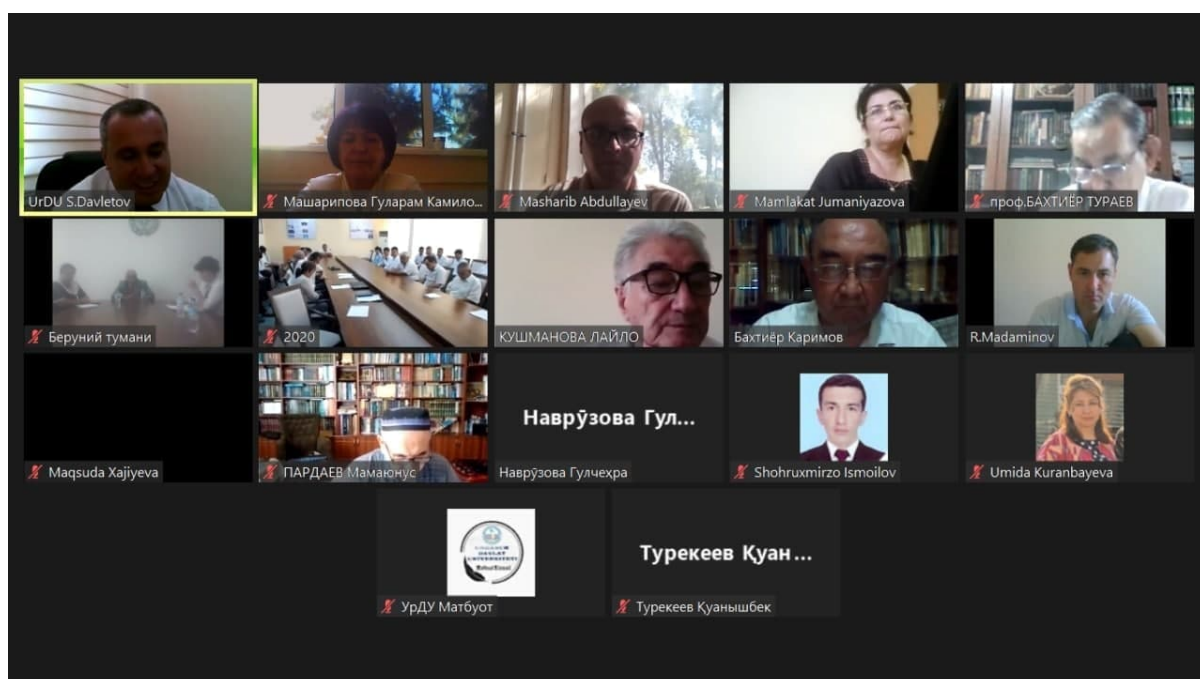 UrDU S.Davletov
Машарипова Гуларам Камило...
Masharib Abdullayev
Mamlakat Jumaniyazova
проф.БАХТИЁР ТУРАЕВ
Беруний тумани
2020
КУШМАНОВА ЛАЙЛО
Бахтиёр Каримов
R.Madaminov
Maqsuda Xajiyeva
ПАРДАЕВ Мамаюнус
Наврўзова Гул...
Наврўзова Гулчеҳра
Shohruxmirzo Ismoilov
Umida Kuranbayeva
УрДУ Матбуот
Турекеев Қуан...
Турекеев Қуанышбек